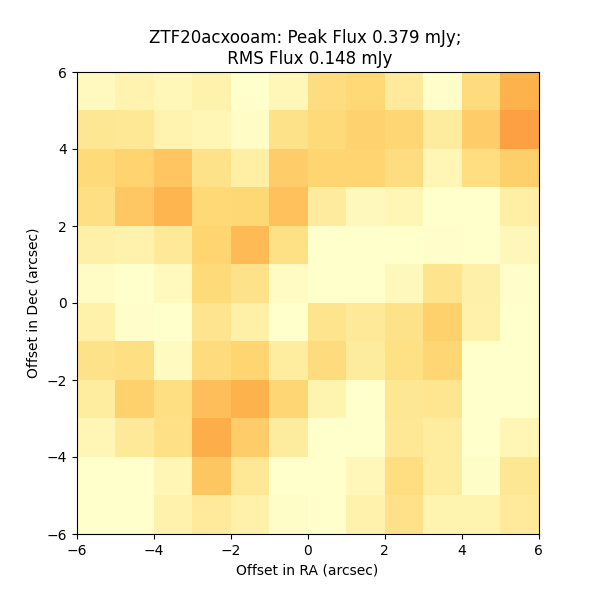 ZTF20acxooam: Peak Flux 0.379 mJy;
RMS Flux 0.148 mJy
6
4
2
0
−2
−4
−6
Offset in Dec (arcsec)
−6 −4 −2 0 2 4 6
Offset in RA (arcsec)